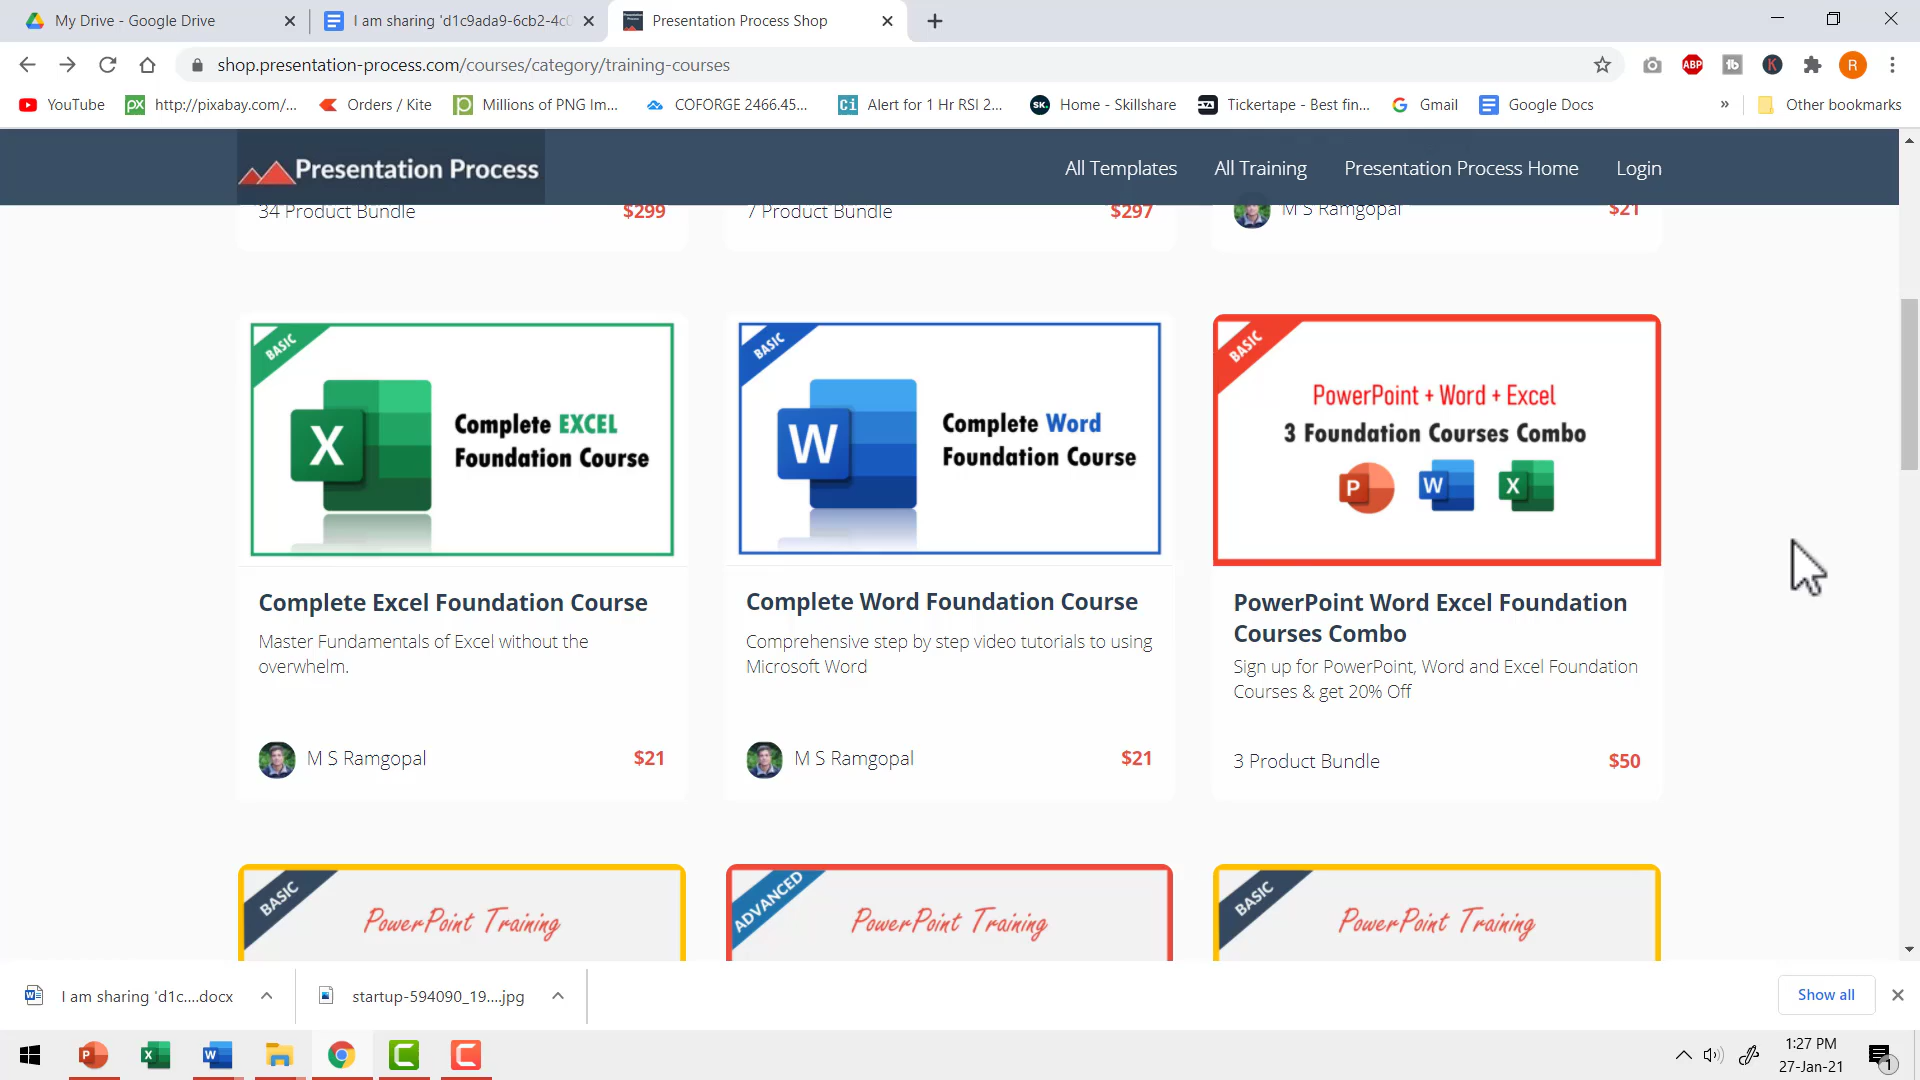 My Drive - Google Drive
I am sharing 'd1c9ada9-6cb2-4c0
Presentation Process Shop
shop.presentation-process.com/courses/category/training-courses
ABP
R
YouTube
http://pixabay.com/...
Orders / Kite
Millions of PNG Im...
COFORGE 2466.45...
Alert for 1 Hr RSI 2...
Home - Skillshare
Tickertape - Best fin...
Gmail
Google Docs
»
Other bookmarks
Presentation Process
All Templates
All Training
Presentation Process Home
Login
34 Product Bundle
$299
7 Product Bundle
$297
M S Ramgopal
$21
BASIC
X
Complete EXCEL
Foundation Course
BASIC
W
Complete Word
Foundation Course
BASIC
PowerPoint + Word + Excel
3 Foundation Courses Combo
P
W
X
Complete Excel Foundation Course
Master Fundamentals of Excel without the
overwhelm.
M S Ramgopal
$21
Complete Word Foundation Course
Comprehensive step by step video tutorials to using
Microsoft Word
M S Ramgopal
$21
PowerPoint Word Excel Foundation
Courses Combo
Sign up for PowerPoint, Word and Excel Foundation
Courses & get 20% Off
3 Product Bundle
$50
BASIC
PowerPoint Training
ADVANCED
PowerPoint Training
BASIC
PowerPoint Training
I am sharing 'd1c....docx
startup-594090_19....jpg
Show all
1:27 PM
27-Jan-21
1